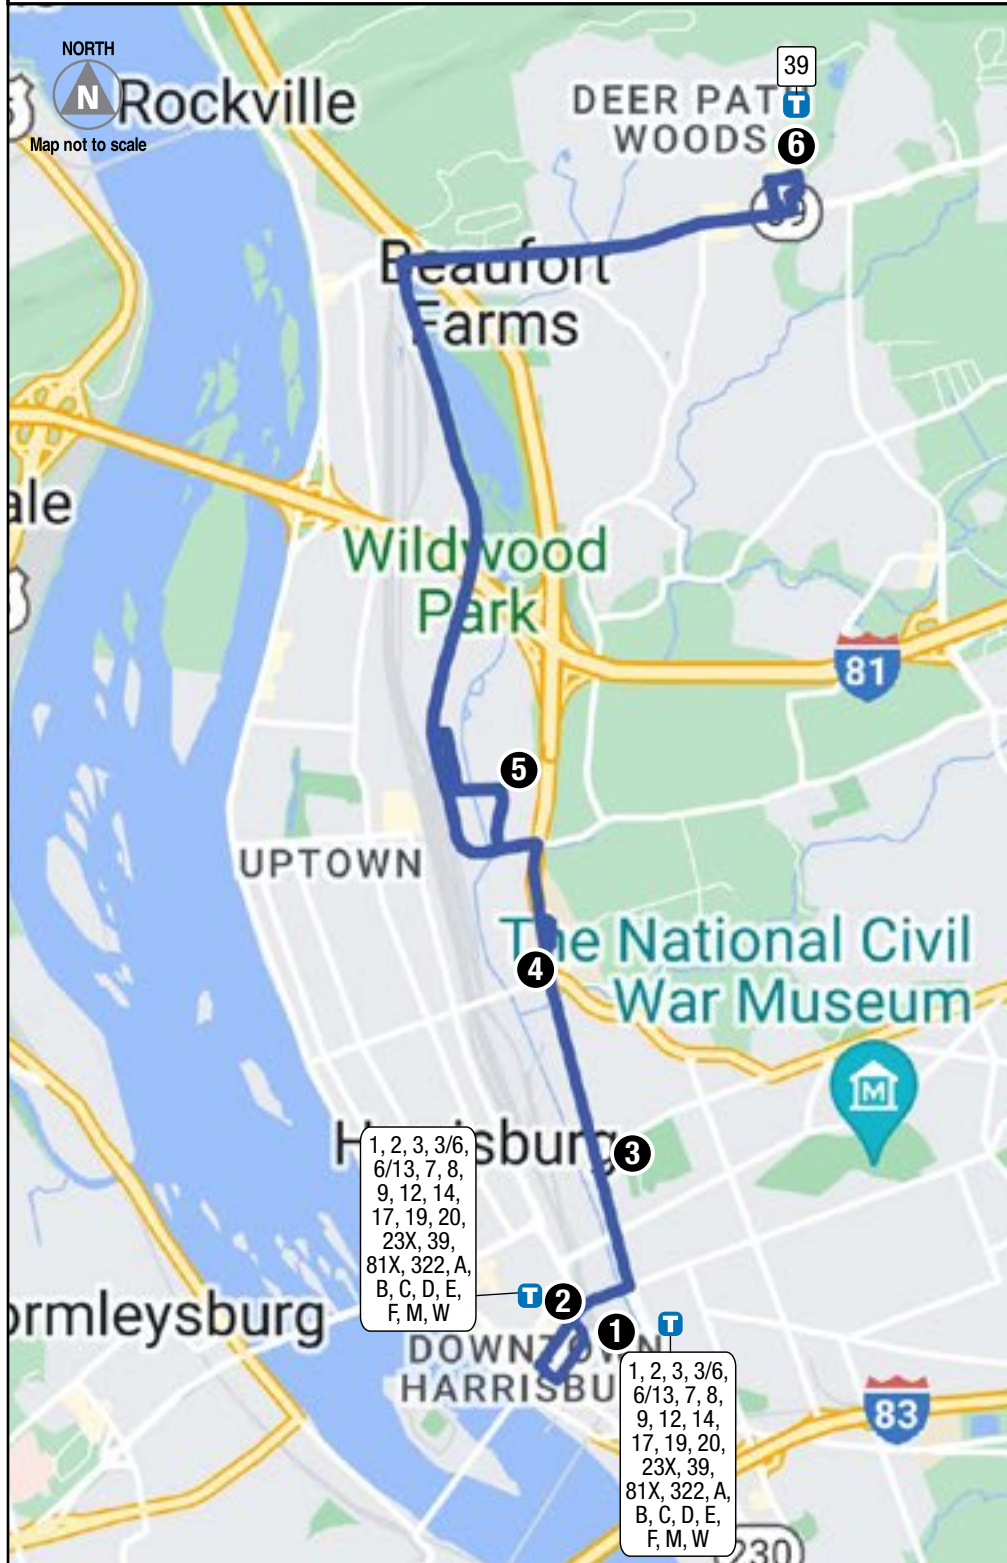 NORTH
N
Map not to scale
Rockville
39
T
DEER PAT
WOODS
6
Beaufort
Farms
ale
Wildwood
Park
81
5
UPTOWN
The National Civil
War Museum
4
M
Harrisburg
3
1, 2, 3, 3/6,
6/13, 7, 8,
9, 12, 14,
17, 19, 20,
23X, 39,
81X, 322, A,
B, C, D, E,
F, M, W
T
2
1
T
ormleysburg
DOWNTOWN
HARRISBU
1, 2, 3, 3/6,
6/13, 7, 8,
9, 12, 14,
17, 19, 20,
23X, 39,
81X, 322, A,
B, C, D, E,
F, M, W
83
230